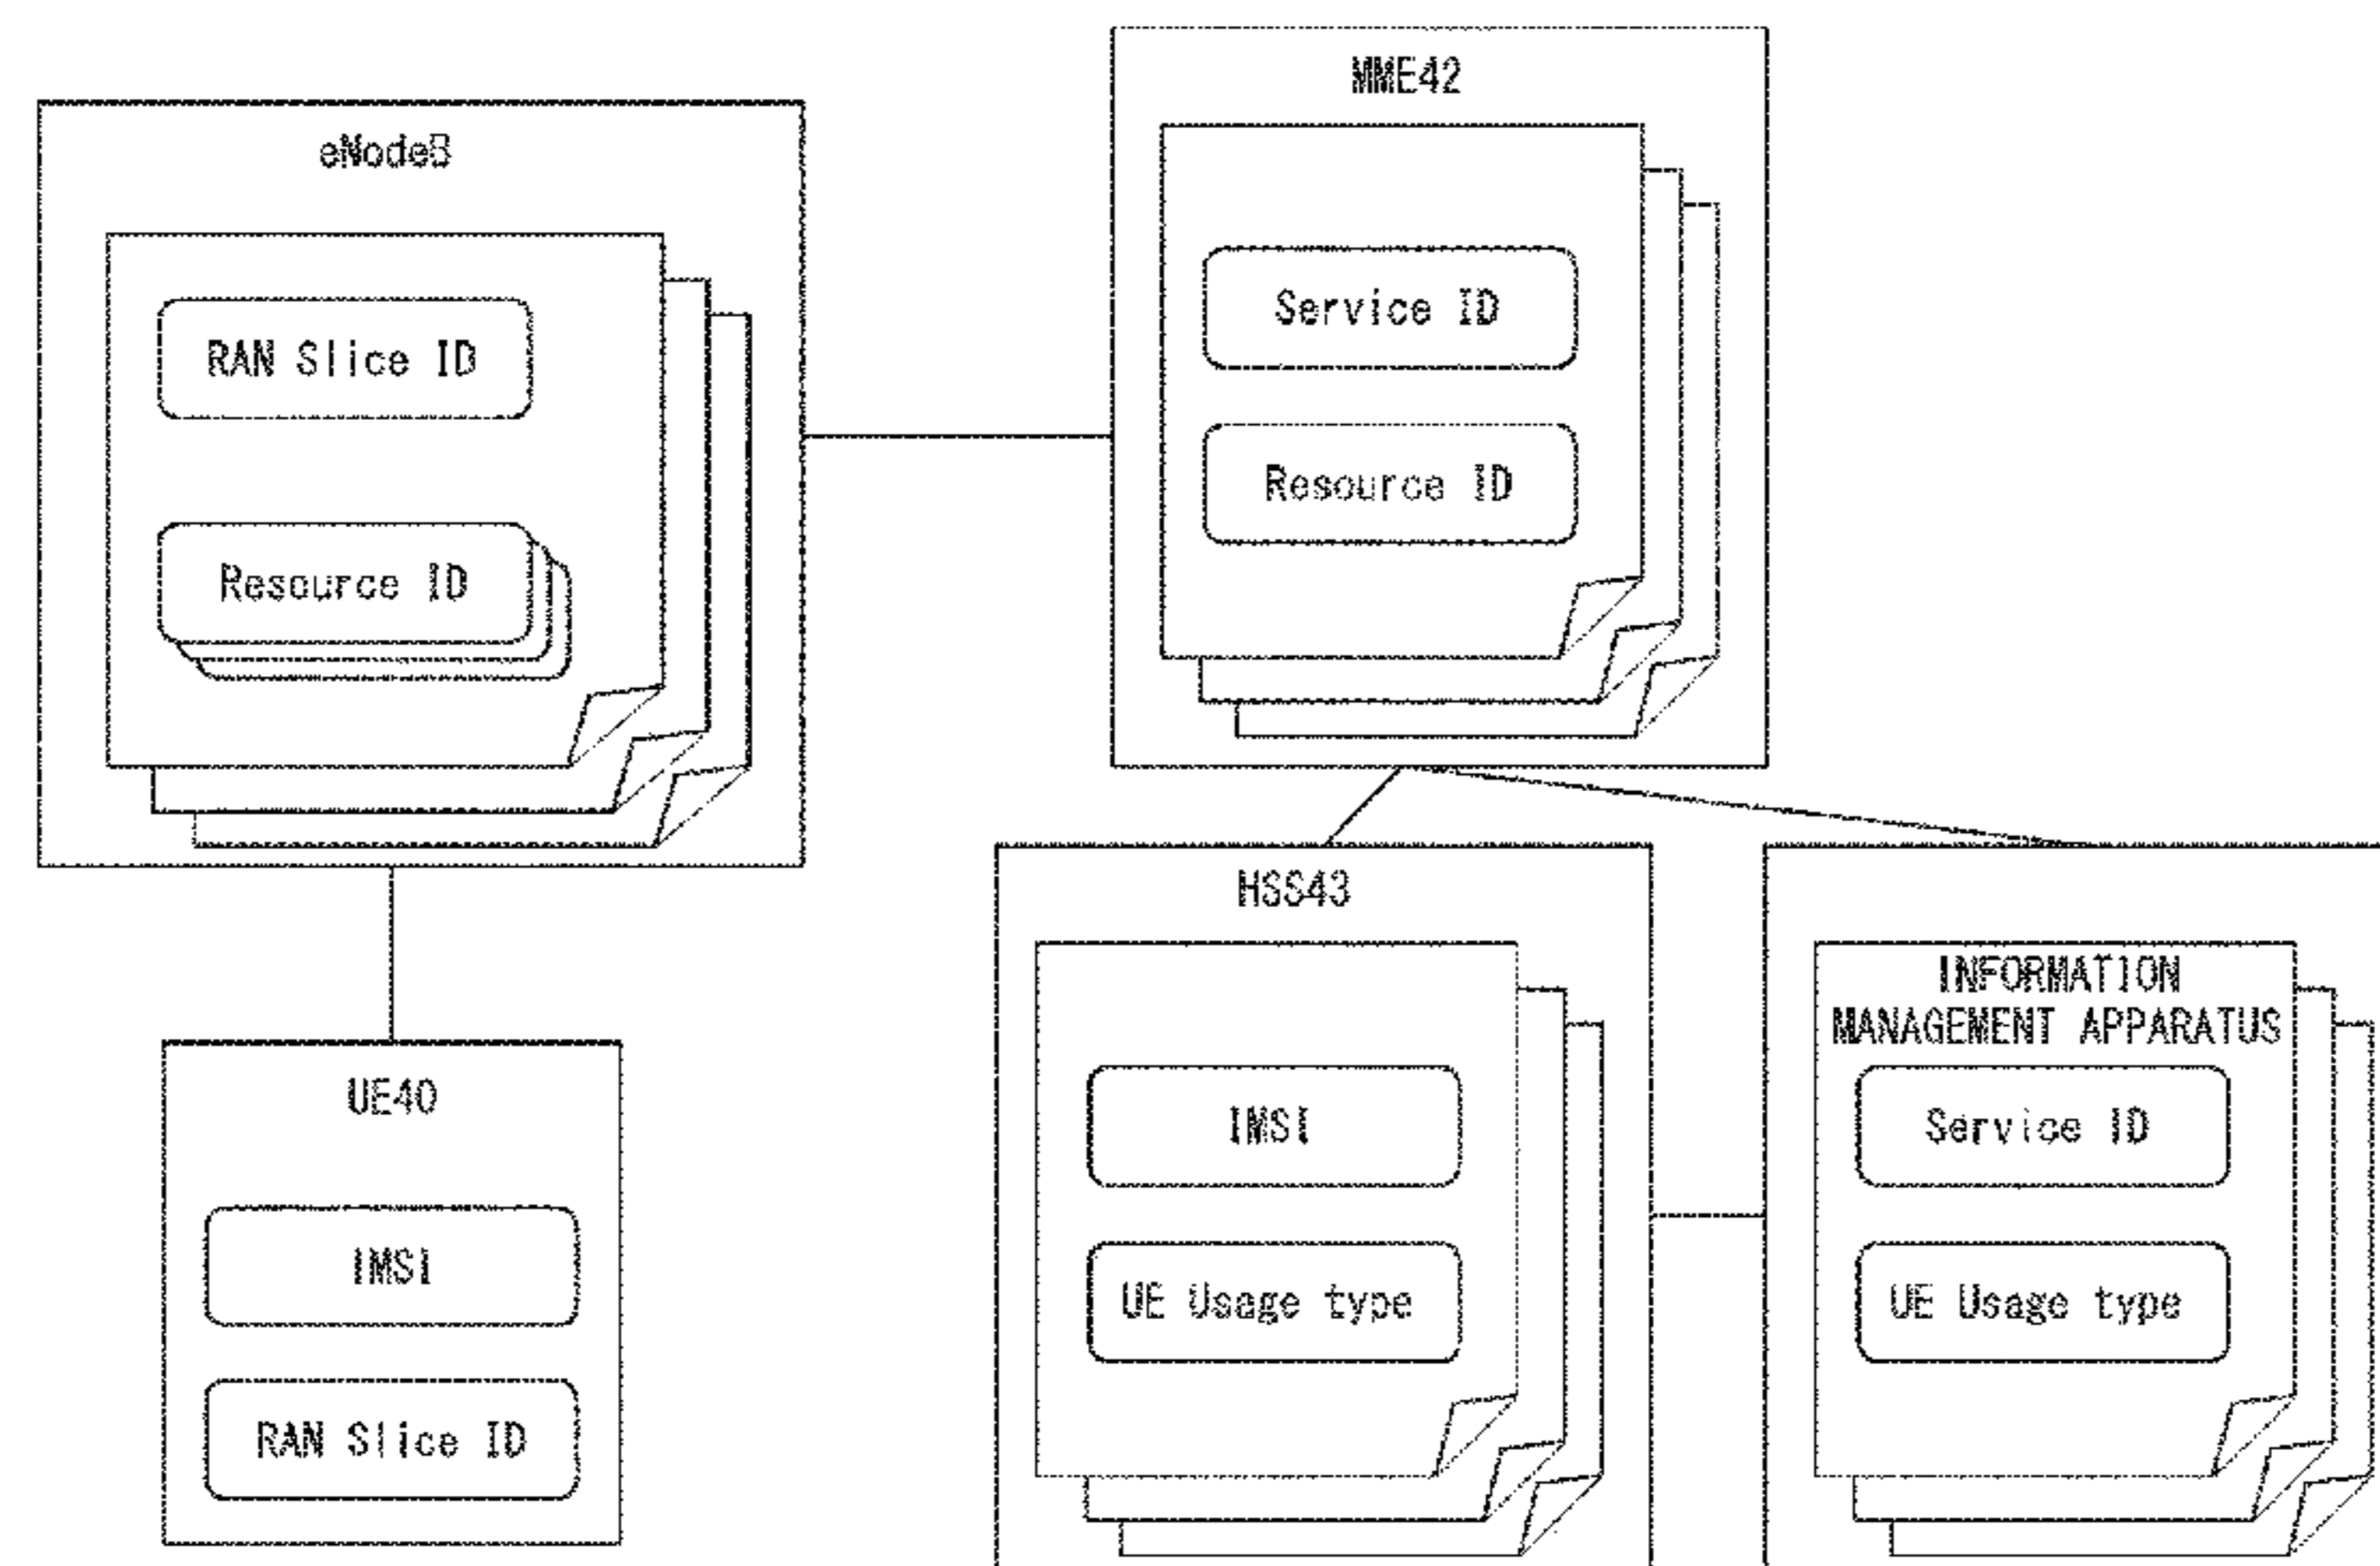 eNodeB
RAN Slice ID
Resource ID
MME42
Service ID
Resource ID
UE40
IMSI
RAN Slice ID
HSS43
IMSI
UE Usage type
INFORMATION
MANAGEMENT APPARATUS
Service ID
UE Usage type